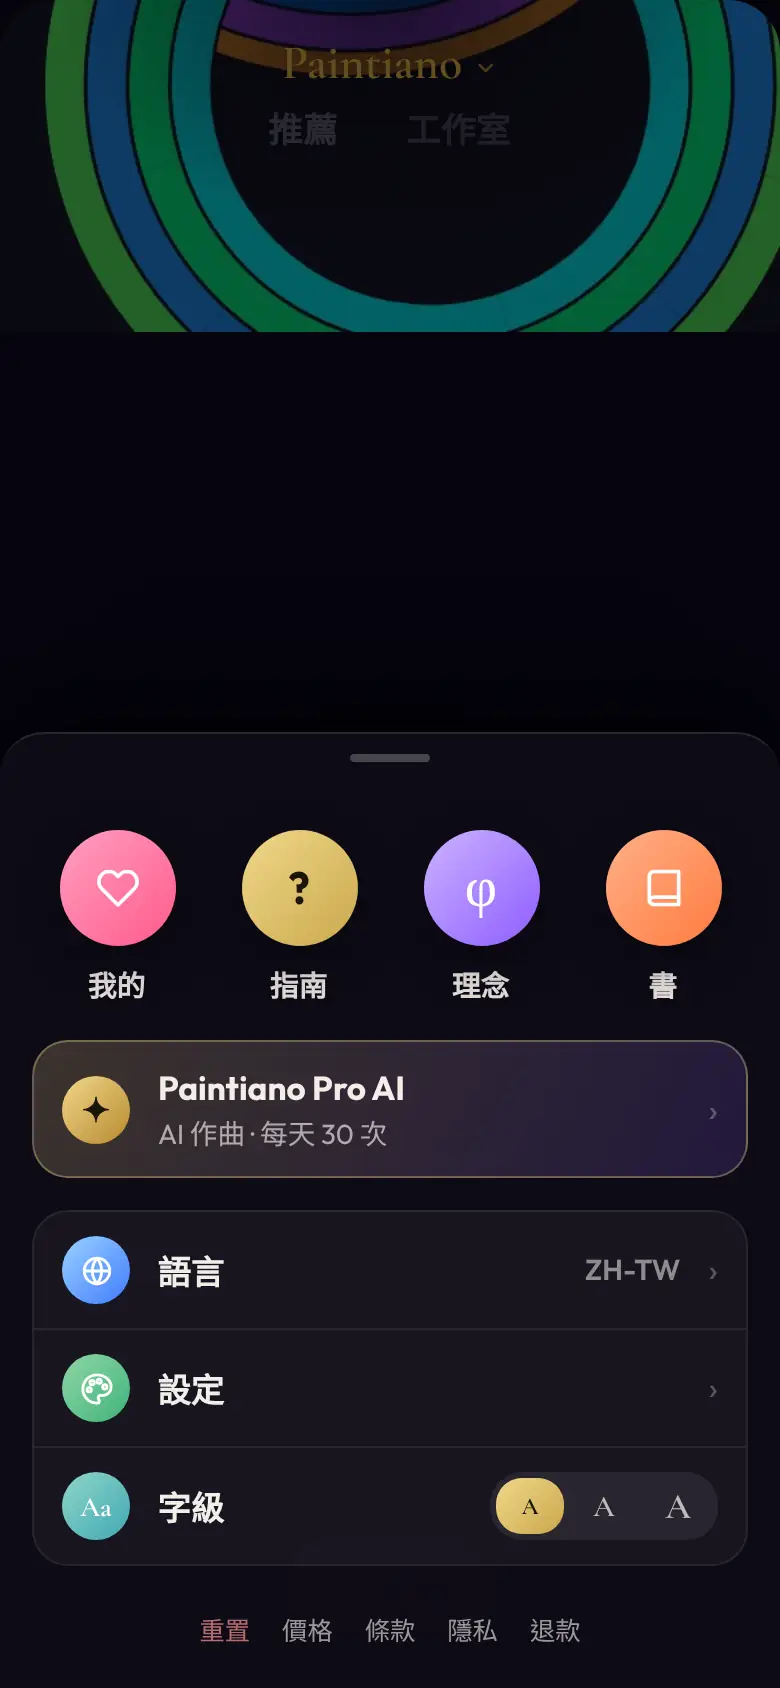 Paintiano
推薦 工作室
?
φ
我的 指南 理念 書
Paintiano Pro AI
AI 作曲·每天 30 次
語言 ZH-TW
設定
Aa 字級 A A A
重置 價格 條款 隱私 退款